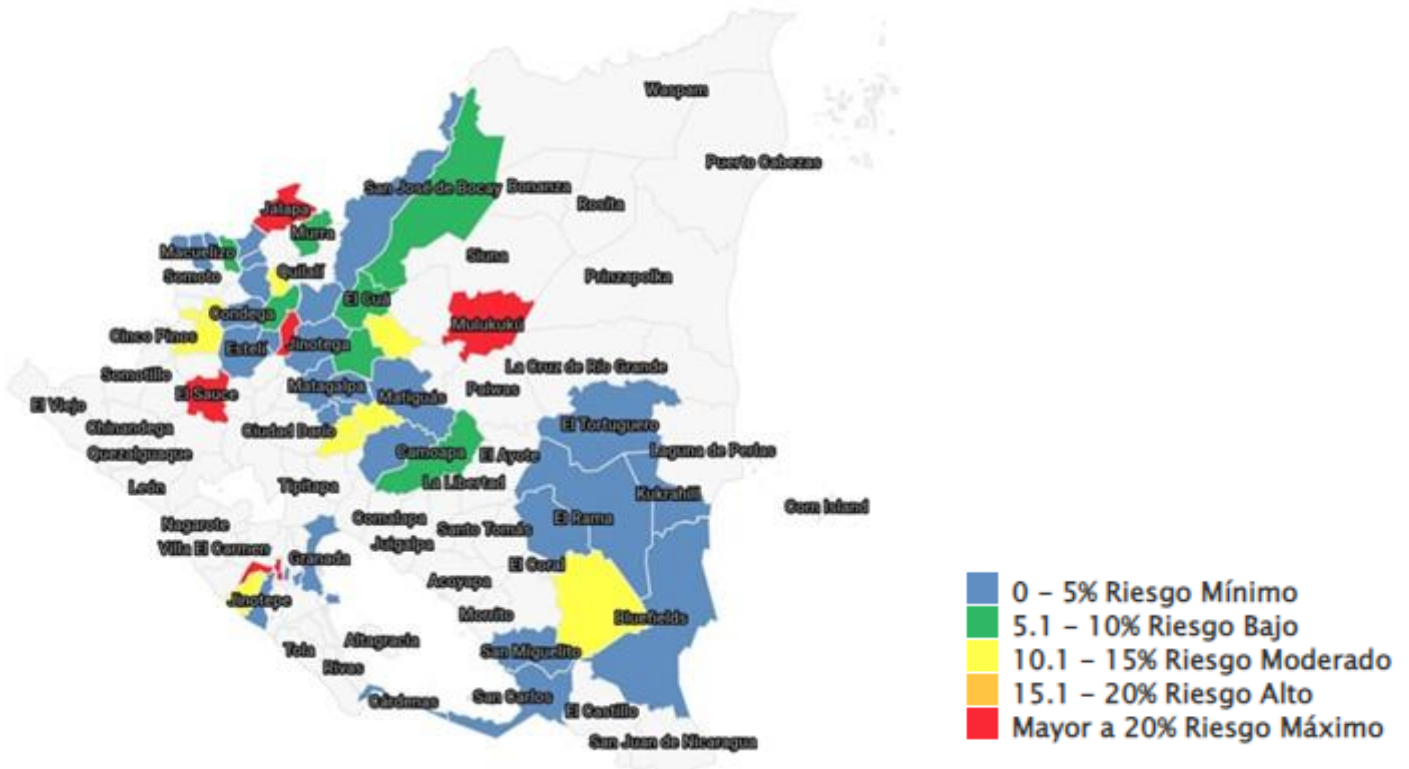 Waspam
Puerto Cabezas
San José de Bocay
Bonanza
Rosita
Jalapa
Murra
Macuelizo
Siuna
Somoto
Quilalí
Prinzapolka
El Cuá
Condega
Mulukukú
Cinco Pinos
Estelí
Jinotega
La Cruz de Río Grande
Somotillo
Matagalpa
Paiwas
El Sauce
Matiguás
El Viejo
Chinandega
Ciudad Darío
El Tortuguero
Quezalguaque
Camoapa
El Ayote
Laguna de Perlas
León
Tipitapa
La Libertad
Kukrahill
Corn Island
Nagarote
Comalapa
Santo Tomás
El Rama
Villa El Carmen
Granada
Juigalpa
El Coral
Acoyapa
Jinotepe
Morrito
Bluefields
Tola
Altagracia
San Miguelito
Rivas
Cárdenas
San Carlos
El Castillo
San Juan de Nicaragua
0 – 5% Riesgo Mínimo
5.1 – 10% Riesgo Bajo
10.1 – 15% Riesgo Moderado
15.1 – 20% Riesgo Alto
Mayor a 20% Riesgo Máximo